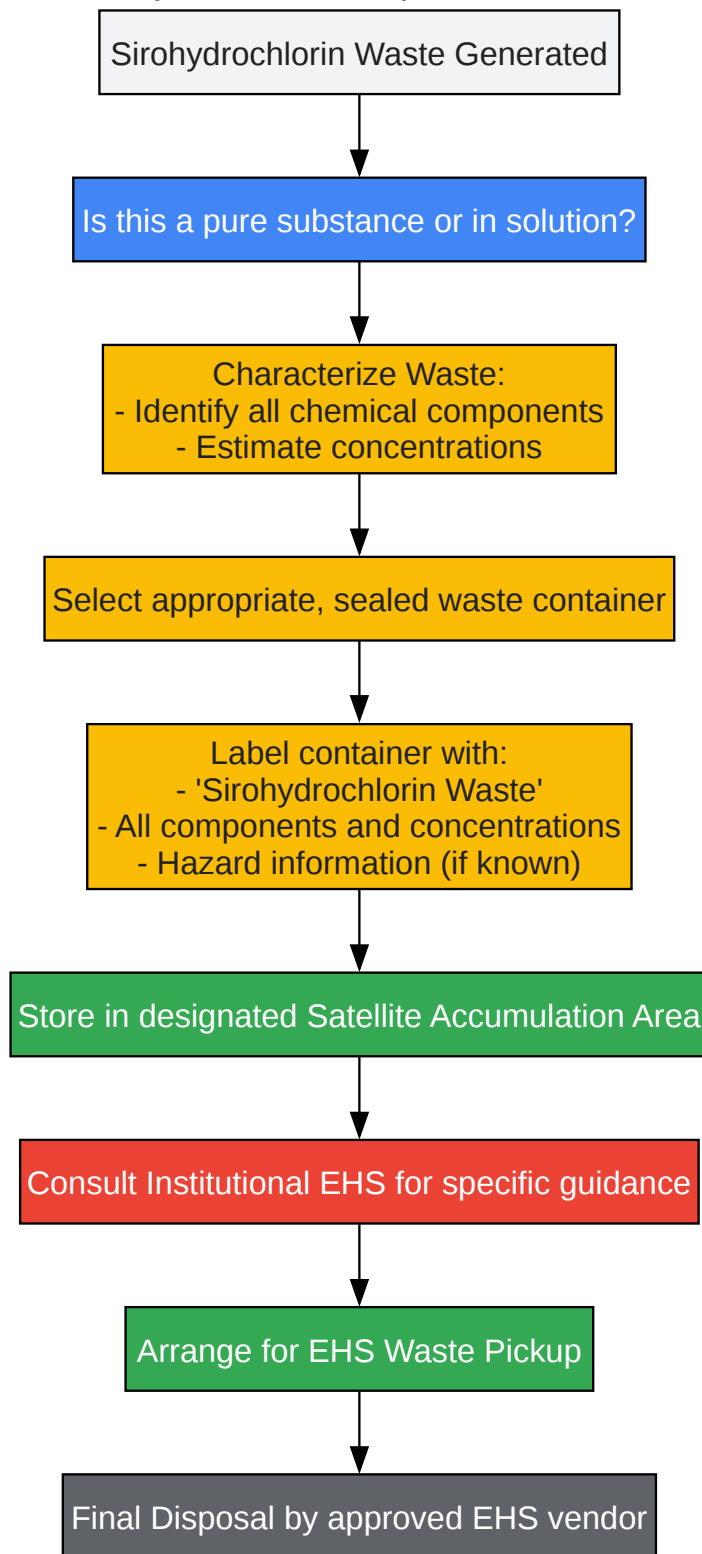 Sirohydrochlorin Waste Generated
Is this a pure substance or in solution?
Characterize Waste:
- Identify all chemical components
- Estimate concentrations
Select appropriate, sealed waste container
Label container with:
- 'Sirohydrochlorin Waste'
- All components and concentrations
- Hazard information (if known)
Store in designated Satellite Accumulation Area
Consult Institutional EHS for specific guidance
Arrange for EHS Waste Pickup
Final Disposal by approved EHS vendor